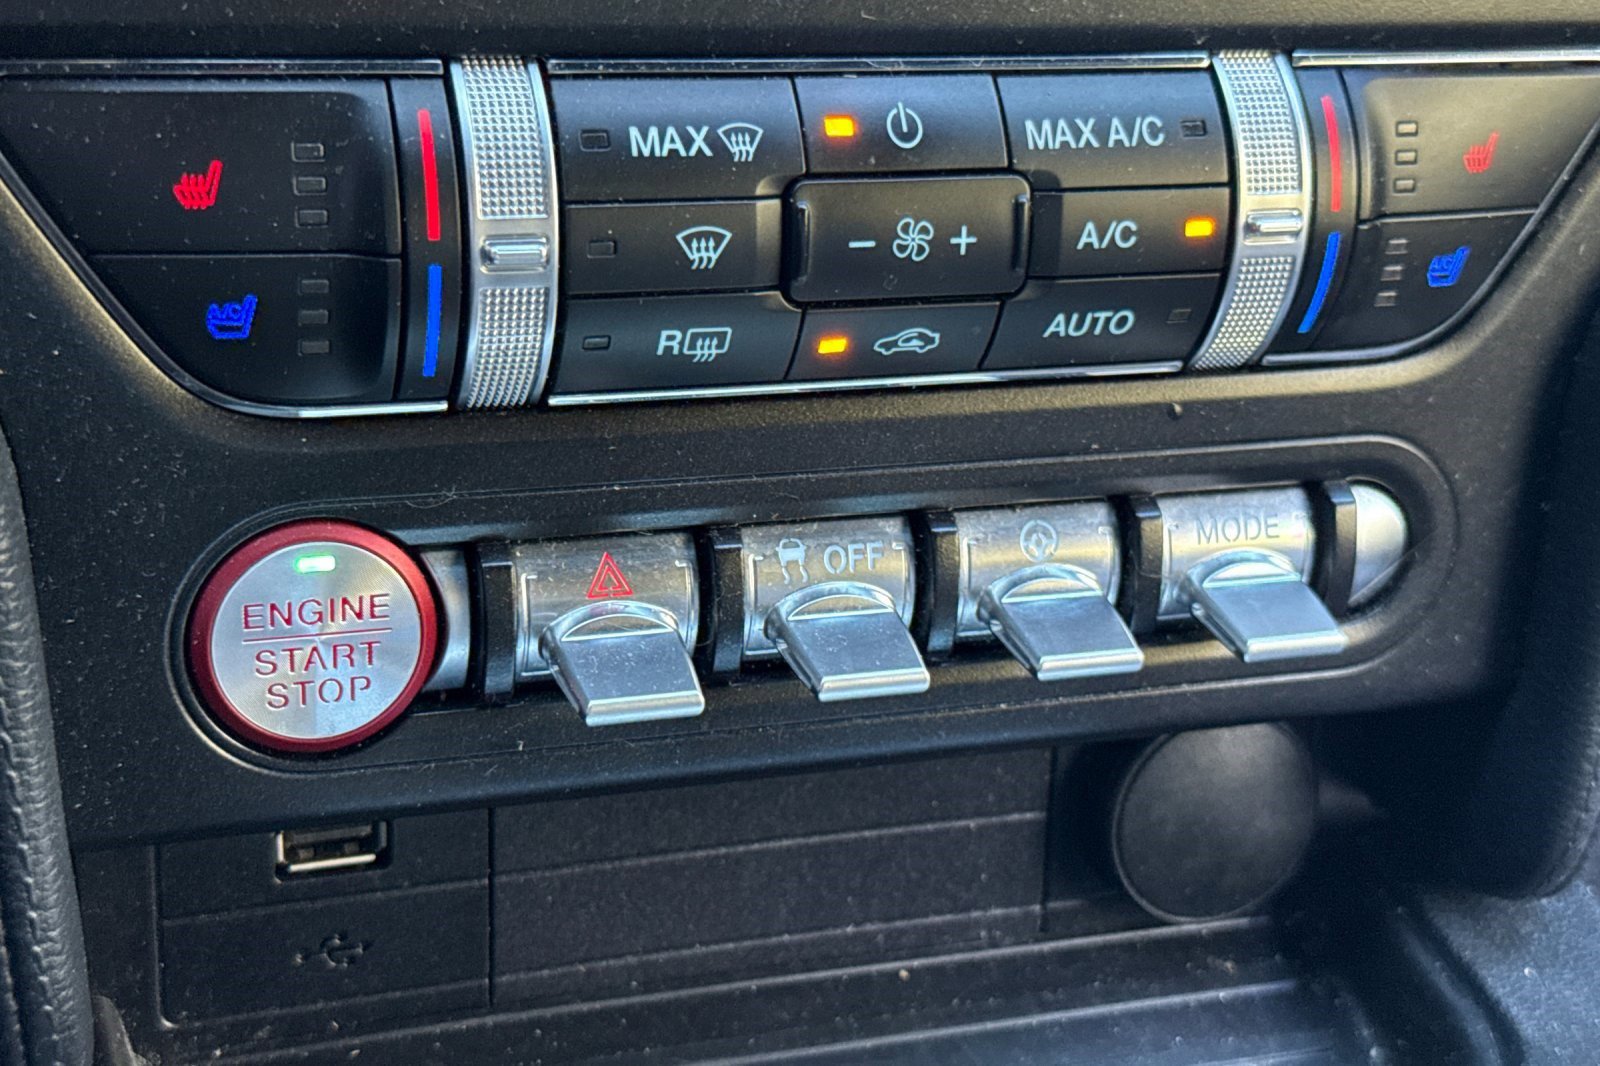 MAX
MAX A/C
A/C
A/C
A/C
R
AUTO
ENGINE
START
STOP
OFF
MODE